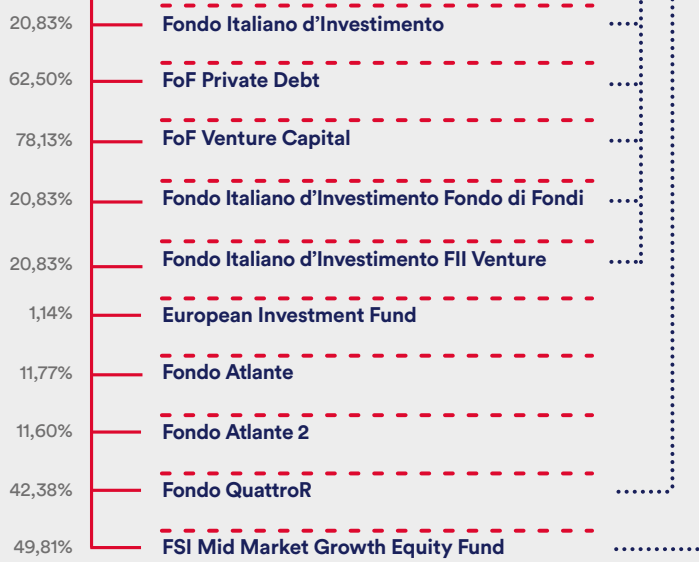 20,83% Fondo Italiano d'Investimento
62,50% FoF Private Debt
78,13% FoF Venture Capital
20,83% Fondo Italiano d'Investimento Fondo di Fondi
20,83% Fondo Italiano d'Investimento FII Venture
1,14% European Investment Fund
11,77% Fondo Atlante
11,60% Fondo Atlante 2
42,38% Fondo QuattroR
49,81% FSI Mid Market Growth Equity Fund